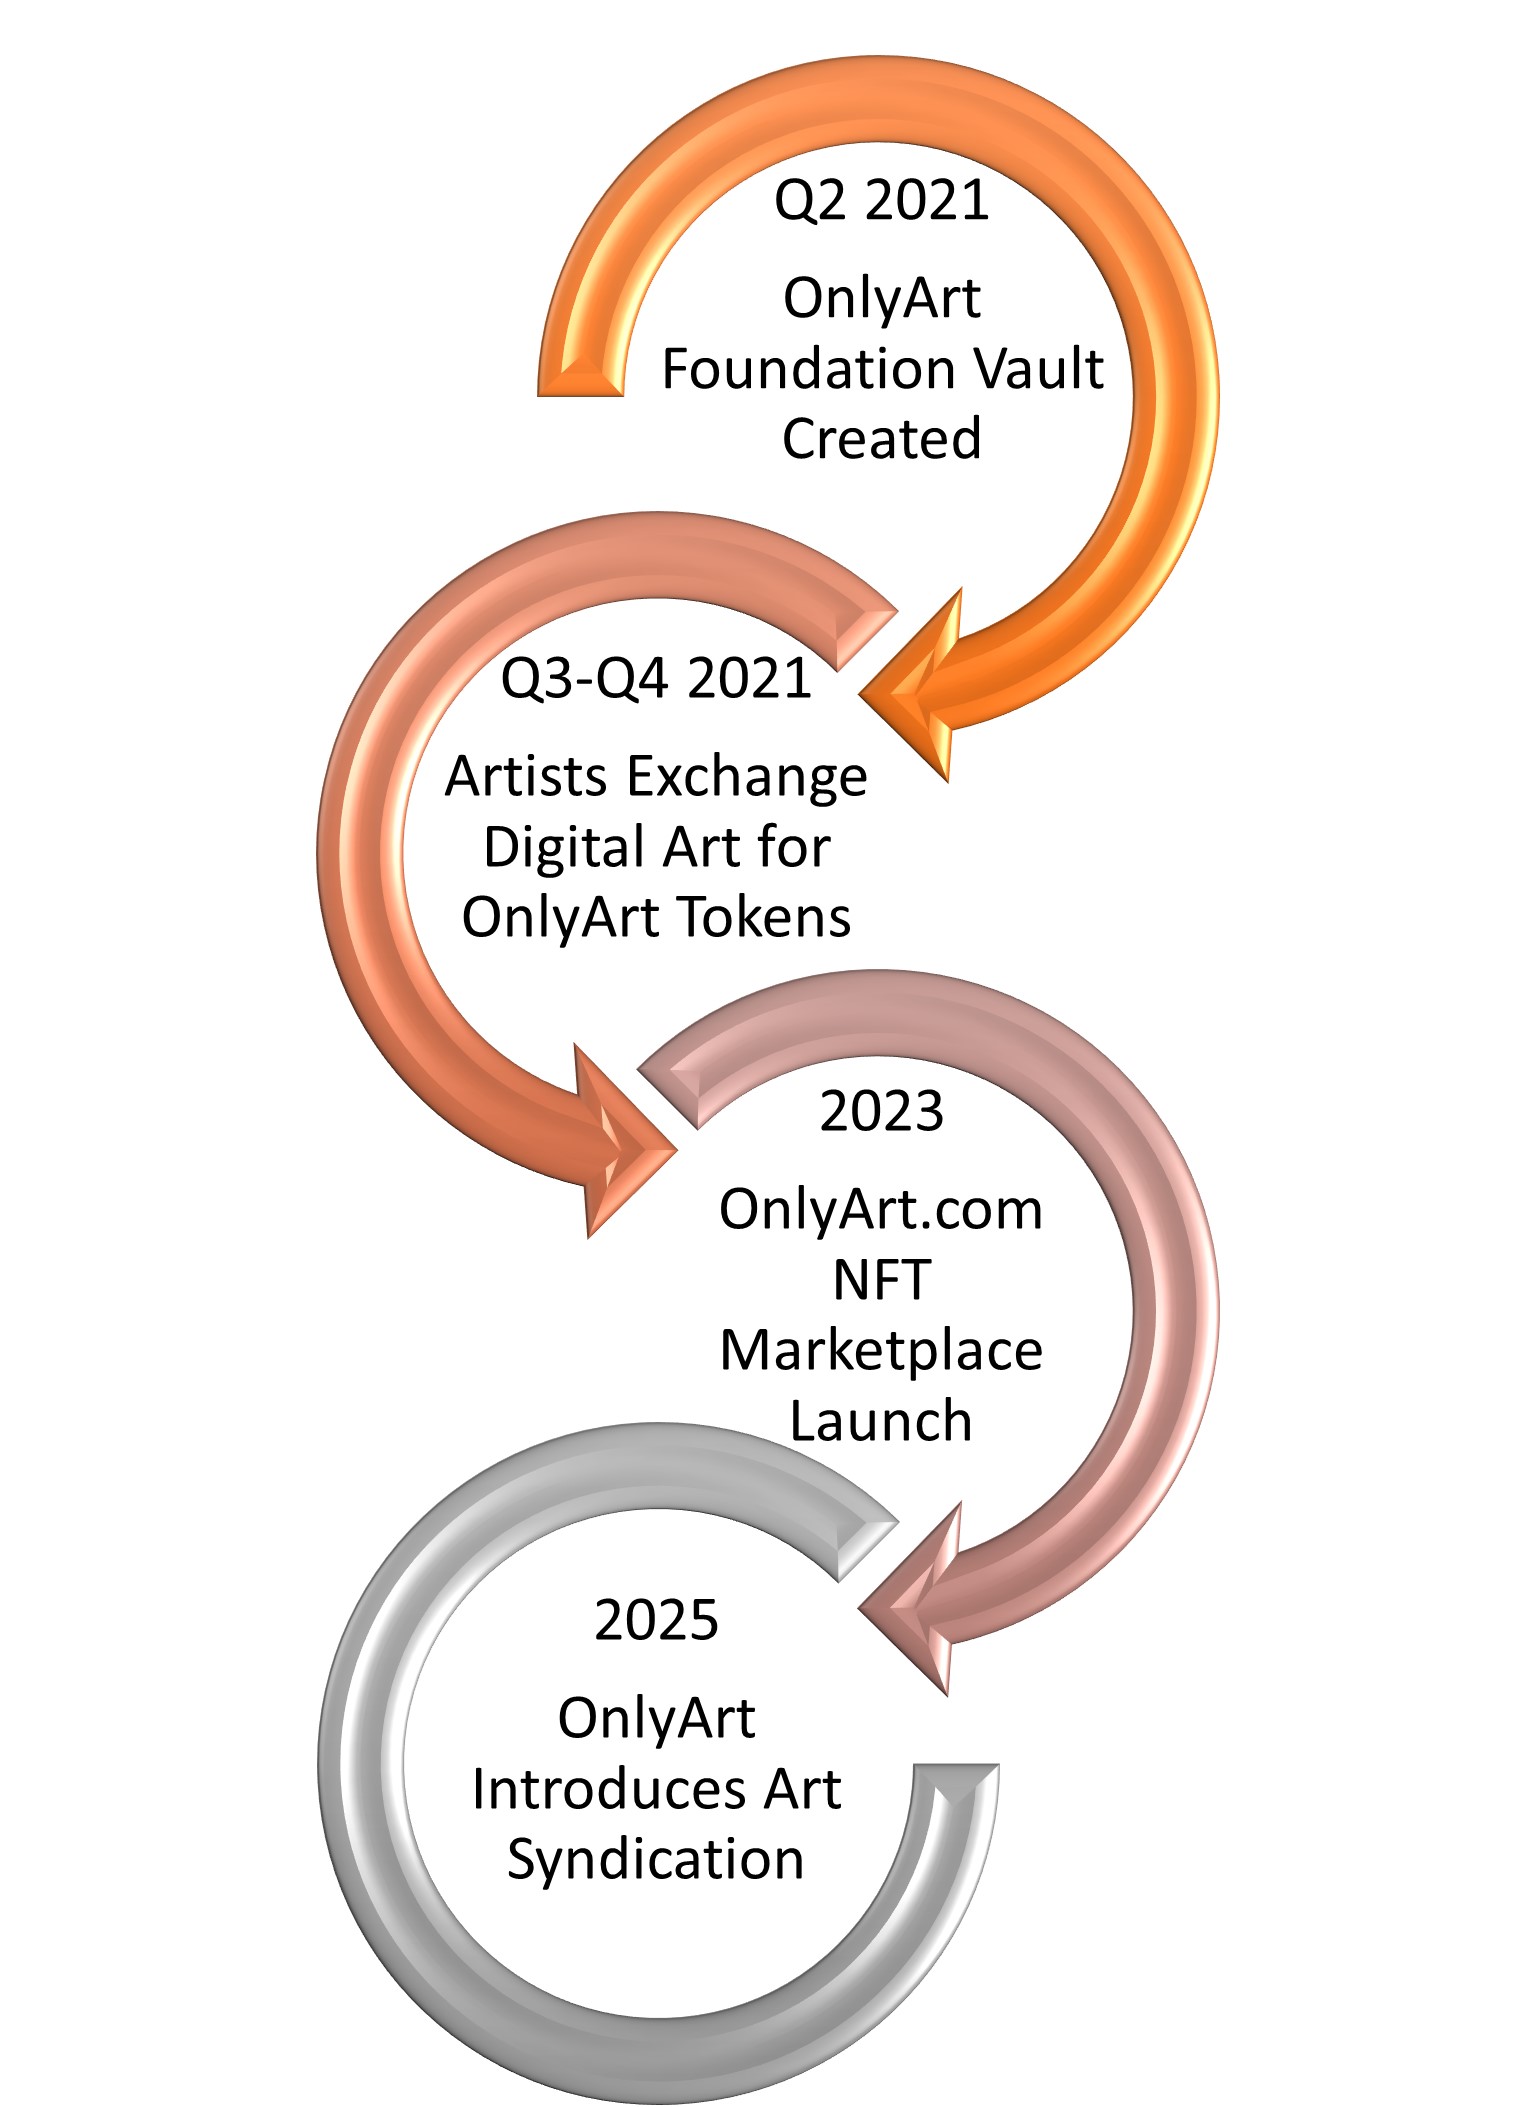 Q2 2021
OnlyArt
Foundation Vault
Created
Q3-Q4 2021
Artists Exchange
Digital Art for
OnlyArt Tokens
2023
OnlyArt.com
NFT
Marketplace
Launch
2025
OnlyArt
Introduces Art
Syndication